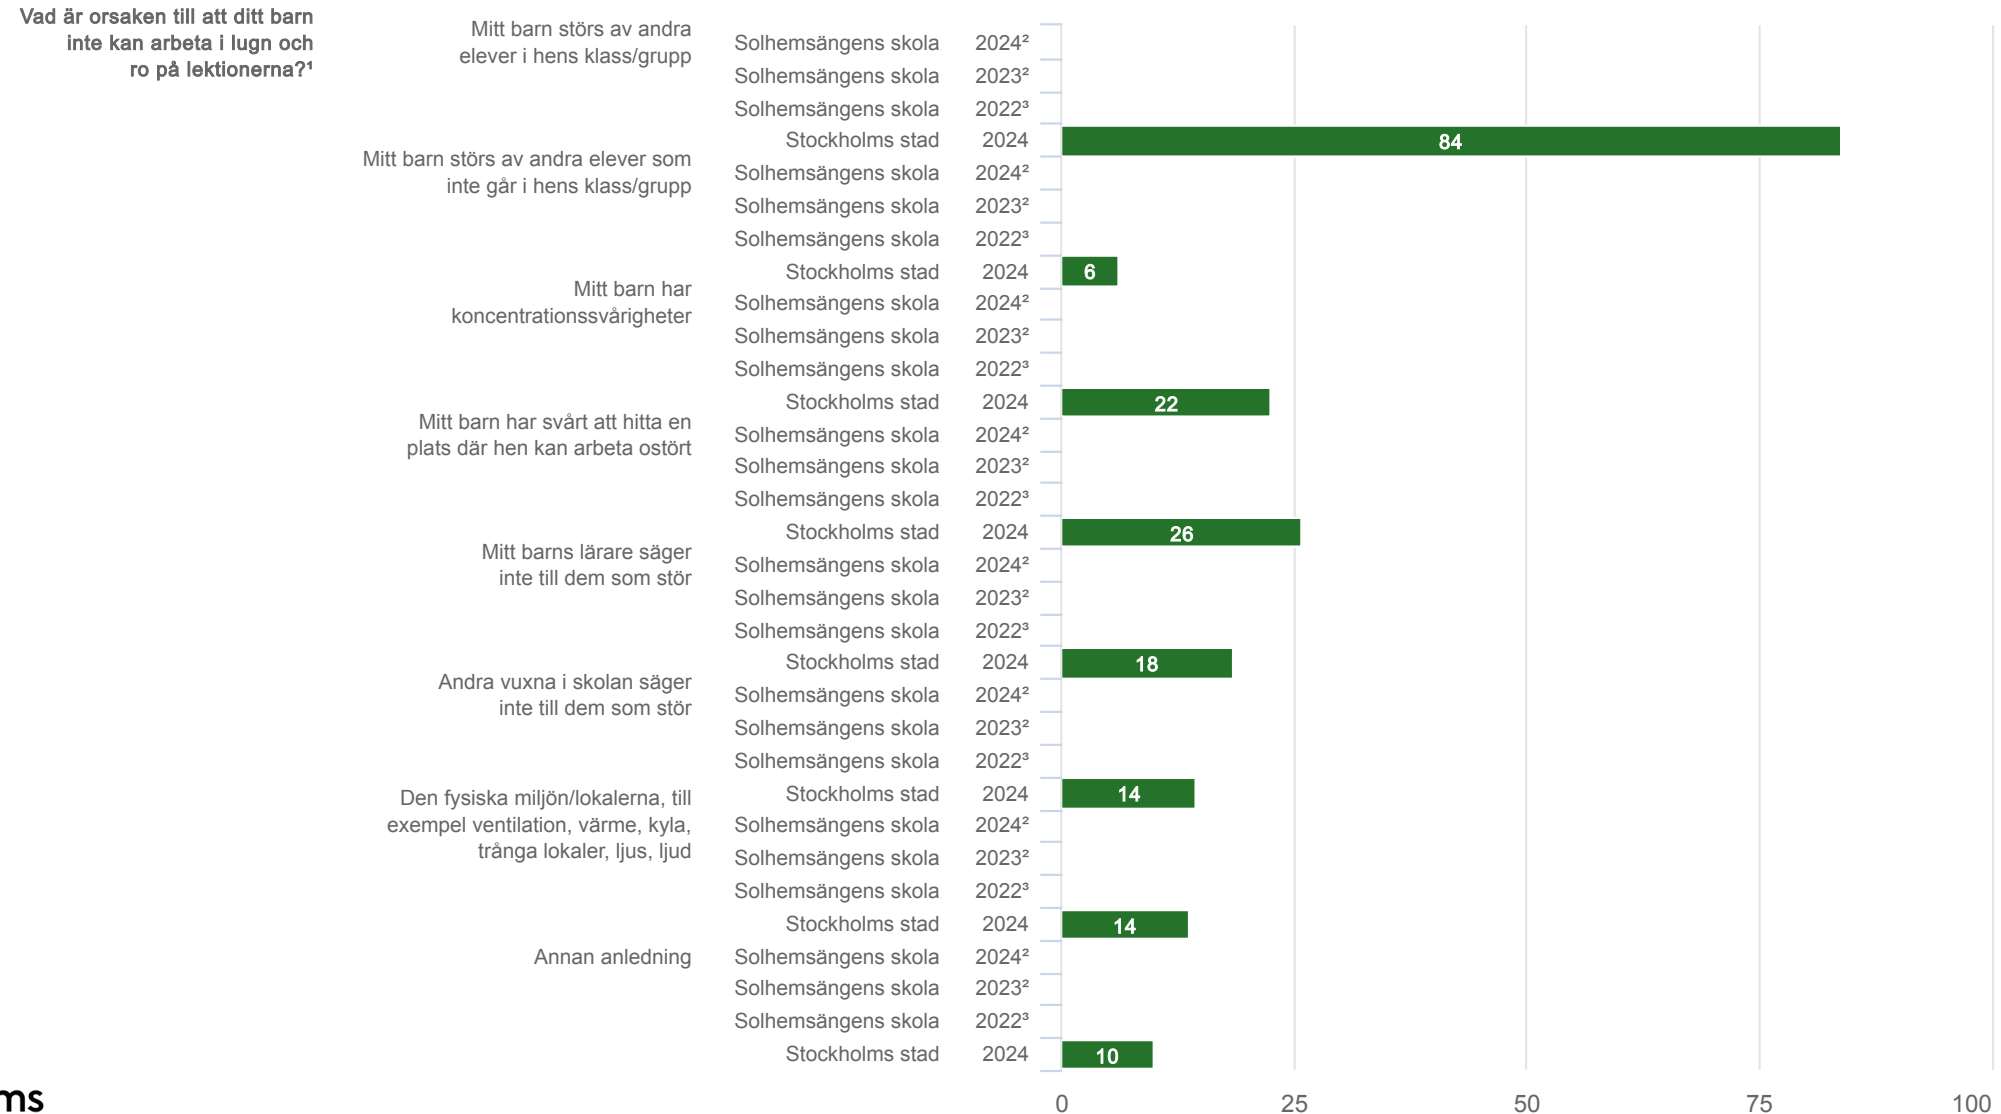 Vad är orsaken till att ditt barn
inte kan arbeta i lugn och
ro på lektionerna?¹
Mitt barn störs av andra
elever i hens klass/grupp
Solhemsängens skola 2024²
Solhemsängens skola 2023²
Solhemsängens skola 2022³
Stockholms stad 2024 84
Mitt barn störs av andra elever som
inte går i hens klass/grupp
Solhemsängens skola 2024²
Solhemsängens skola 2023²
Solhemsängens skola 2022³
Stockholms stad 2024 6
Mitt barn har
koncentrationssvårigheter
Solhemsängens skola 2024²
Solhemsängens skola 2023²
Solhemsängens skola 2022³
Stockholms stad 2024 22
Mitt barn har svårt att hitta en
plats där hen kan arbeta ostört
Solhemsängens skola 2024²
Solhemsängens skola 2023²
Solhemsängens skola 2022³
Stockholms stad 2024 26
Mitt barns lärare säger
inte till dem som stör
Solhemsängens skola 2024²
Solhemsängens skola 2023²
Solhemsängens skola 2022³
Stockholms stad 2024 18
Andra vuxna i skolan säger
inte till dem som stör
Solhemsängens skola 2024²
Solhemsängens skola 2023²
Solhemsängens skola 2022³
Stockholms stad 2024 14
Den fysiska miljön/lokalerna, till
exempel ventilation, värme, kyla,
trånga lokaler, ljus, ljud
Solhemsängens skola 2024²
Solhemsängens skola 2023²
Solhemsängens skola 2022³
Stockholms stad 2024 14
Annan anledning
Solhemsängens skola 2024²
Solhemsängens skola 2023²
Solhemsängens skola 2022³
Stockholms stad 2024 10
0 25 50 75 100
ms